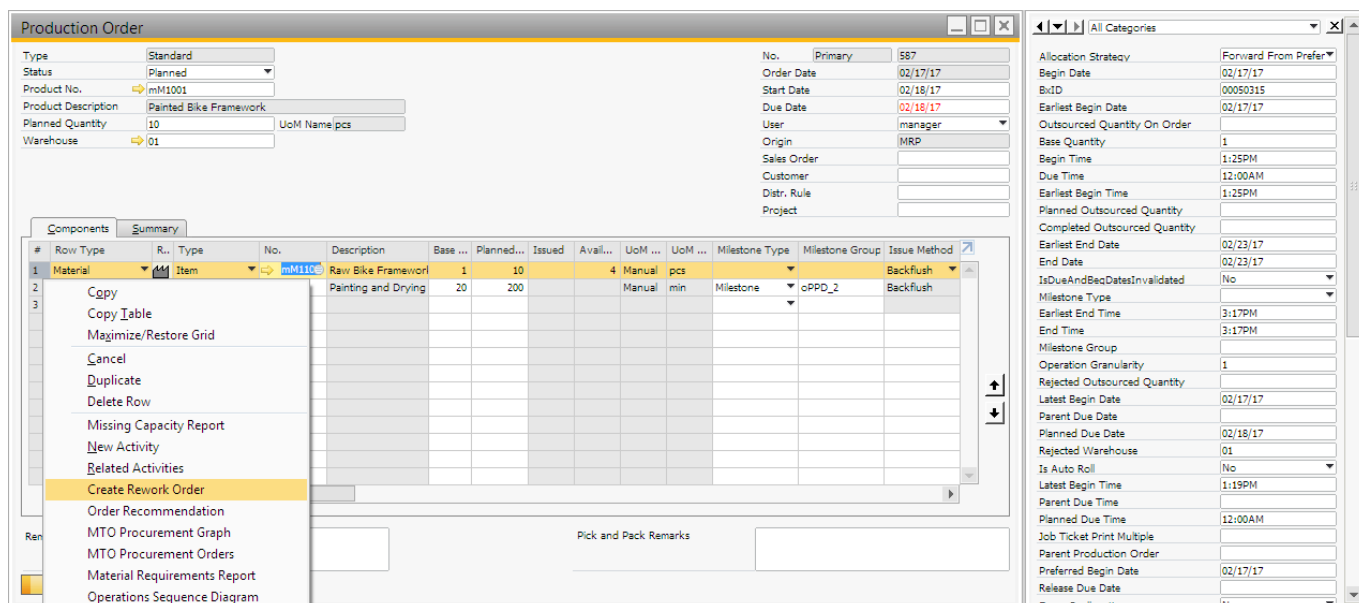 Production Order
Type Standard
Status Planned
Product No. mM1001
Product Description Painted Bike Framework
Planned Quantity 10 UoM Name pcs
Warehouse 01
No. Primary 587
Order Date 02/17/17
Start Date 02/18/17
Due Date 02/18/17
User manager
Origin MRP
Sales Order
Customer
Distr. Rule
Project
Components Summary
# Row Type R.. Type No. Description Base ... Planned... Issued Avail... UoM ... UoM ... Milestone Type Milestone Group Issue Method
1 Material Item mM110 Raw Bike Framework 1 10 4 Manual pcs Backflush
2 Painting and Drying 20 200 Manual min Milestone oPPD_2 Backflush
3
Copy
Copy Table
Maximize/Restore Grid
Cancel
Duplicate
Delete Row
Missing Capacity Report
New Activity
Related Activities
Create Rework Order
Order Recommendation
MTO Procurement Graph
MTO Procurement Orders
Material Requirements Report
Operations Sequence Diagram
Rem
Pick and Pack Remarks
All Categories
Allocation Strategy Forward From Prefer
Begin Date 02/17/17
BxID 00050315
Earliest Begin Date 02/17/17
Outsourced Quantity On Order
Base Quantity 1
Begin Time 1:25PM
Due Time 12:00AM
Earliest Begin Time 1:25PM
Planned Outsourced Quantity
Completed Outsourced Quantity
Earliest End Date 02/23/17
End Date 02/23/17
IsDueAndBegDatesInvalidated No
Milestone Type
Earliest End Time 3:17PM
End Time 3:17PM
Milestone Group
Operation Granularity 1
Rejected Outsourced Quantity
Latest Begin Date 02/17/17
Parent Due Date
Planned Due Date 02/18/17
Rejected Warehouse 01
Is Auto Roll No
Latest Begin Time 1:19PM
Parent Due Time
Planned Due Time 12:00AM
Job Ticket Print Multiple
Parent Production Order
Preferred Begin Date 02/17/17
Release Due Date